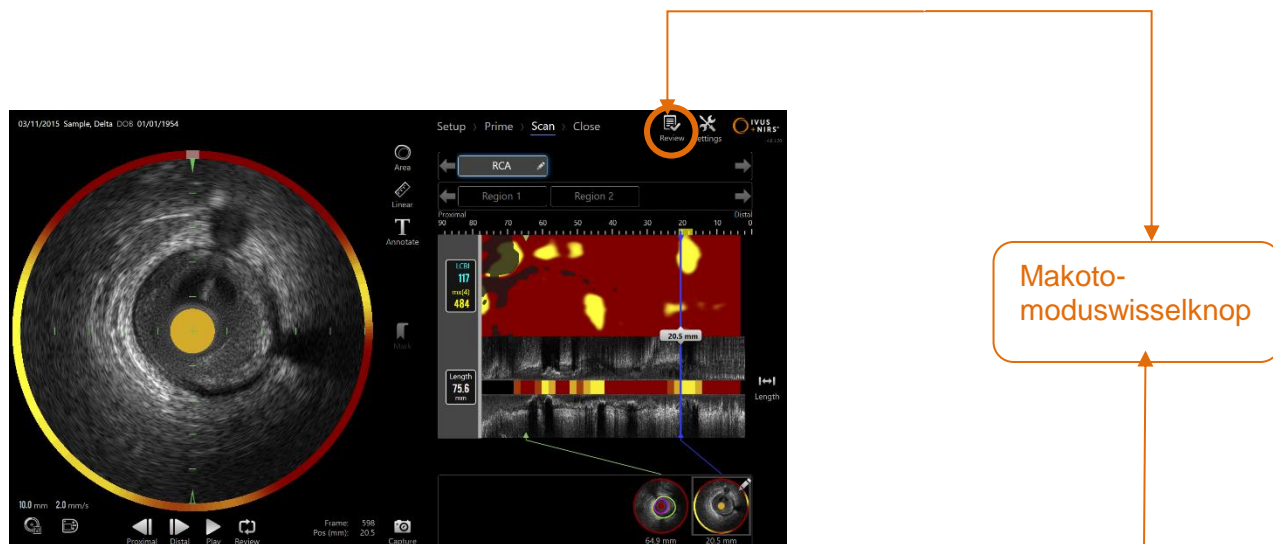 03/11/2015 Sample, Delta DOB 01/01/1954
Setup > Prime > Scan > Close
Review
Settings
IVUS
+NIRS
Area
Linear
T
Annotate
Mark
RCA
Region 1 Region 2
Proximal Distal
90 80 70 60 50 40 30 20 10 0
LCBI
117
mx(4)
484
20.5 mm
Length
75.6
mm
Length
Makoto-
moduswisselknop
10.0 mm 2.0 mm/s
Proximal Distal Play Review
Frame: 598
Pos (mm): 20.5
Capture
64.9 mm 20.5 mm